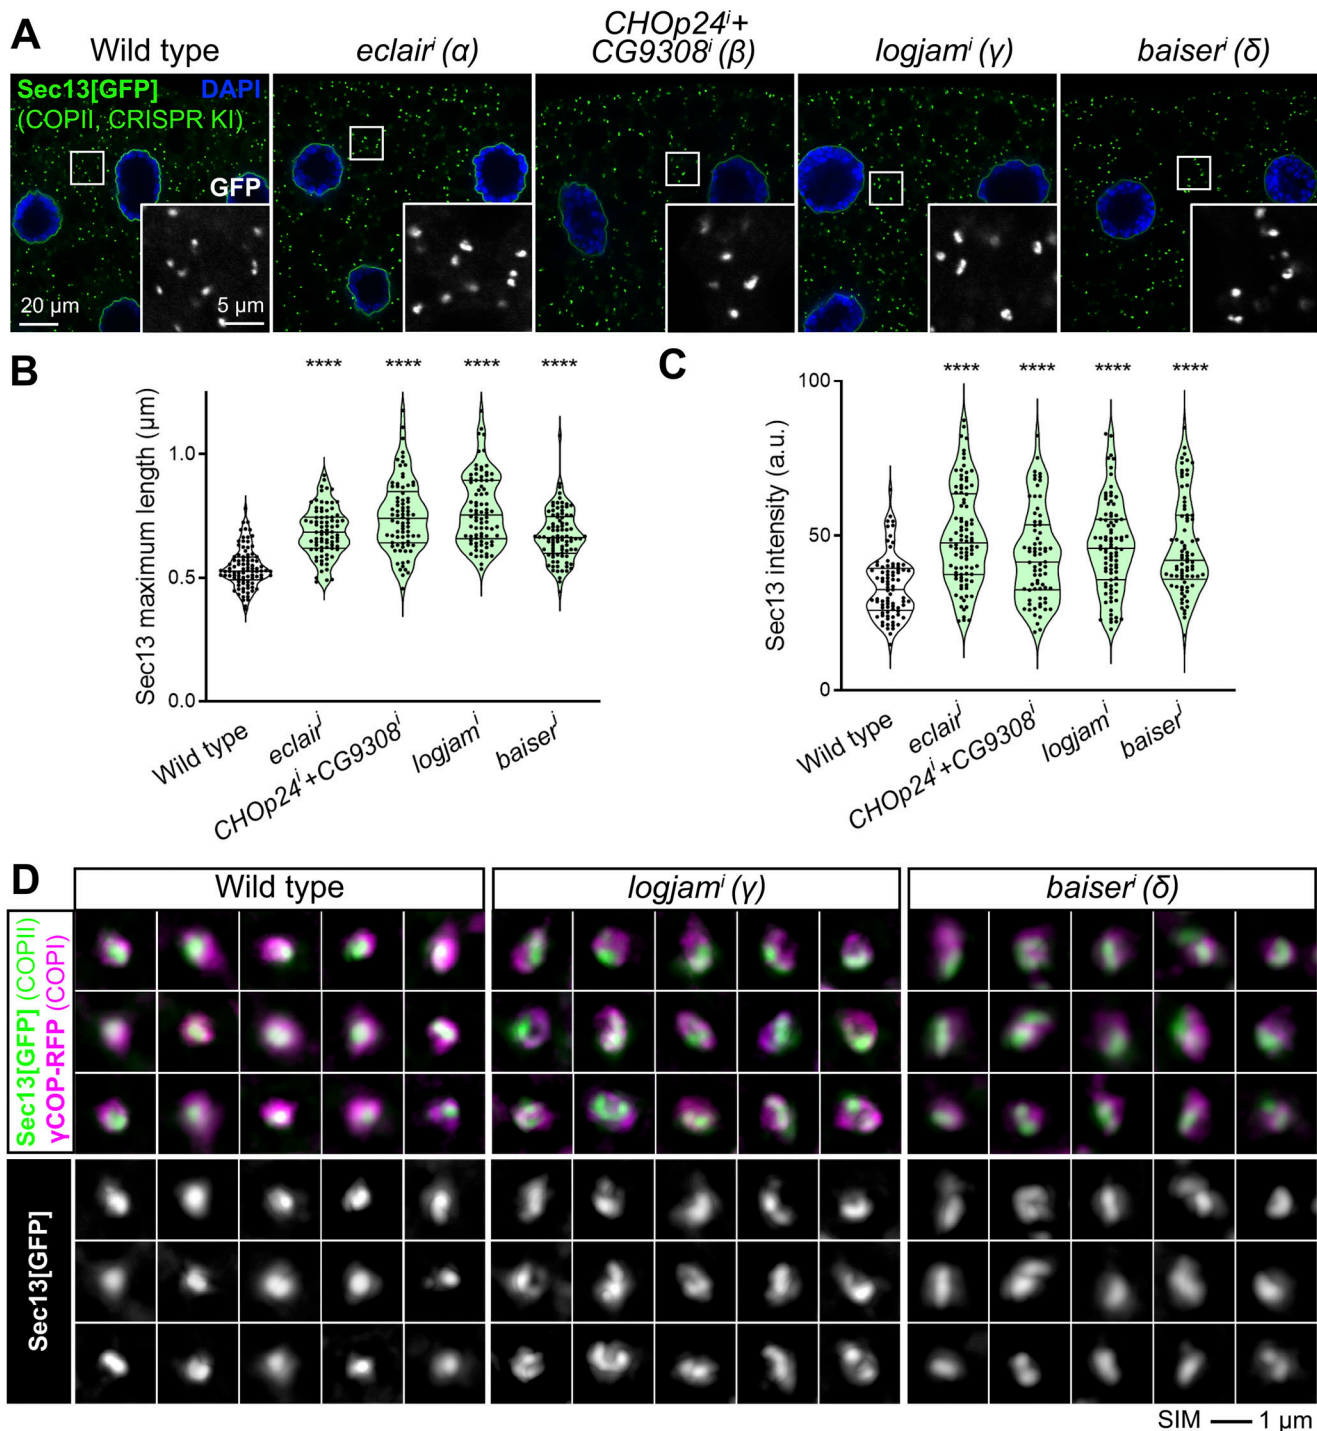 A
Wild type
eclairⁱ (α)
CHOp24ⁱ+
CG9308ⁱ (β)
logjamⁱ (γ)
baiserⁱ (δ)
Sec13[GFP] DAPI
(COPII, CRISPR KI)
GFP
20 µm
5 µm
B
**** **** **** ****
Sec13 maximum length (µm)
1.0
0.5
0.0
Wild type
eclairⁱ
CHOp24ⁱ+CG9308ⁱ
logjamⁱ
baiserⁱ
C
**** **** **** ****
Sec13 intensity (a.u.)
100
50
0
Wild type
eclairⁱ
CHOp24ⁱ+CG9308ⁱ
logjamⁱ
baiserⁱ
D
Wild type
logjamⁱ (γ)
baiserⁱ (δ)
Sec13[GFP] (COPII)
γCOP-RFP (COPI)
Sec13[GFP]
SIM 1 µm